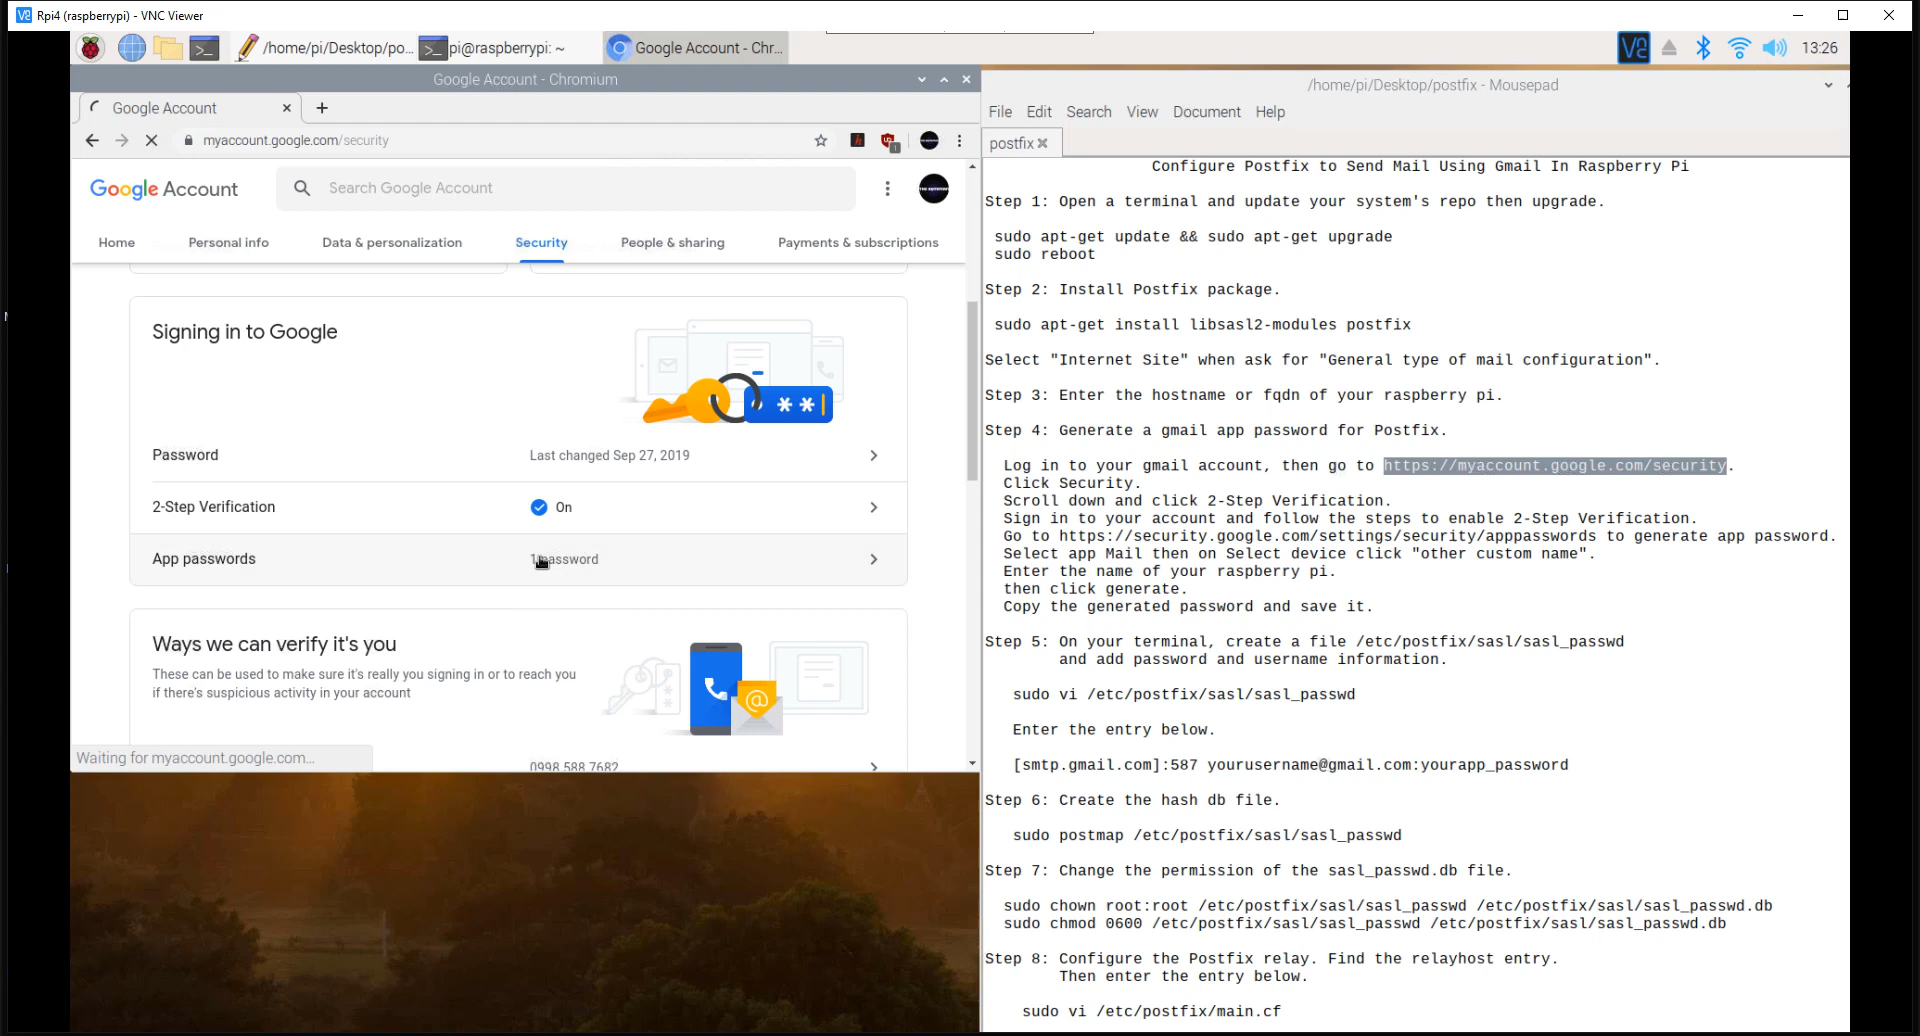 Rpi4 (raspberrypi) - VNC Viewer
/home/pi/Desktop/po...
pi@raspberrypi: ~
Google Account - Chr...
13:26
Google Account - Chromium
Google Account
myaccount.google.com/security
Google Account
Search Google Account
Home
Personal info
Data & personalization
Security
People & sharing
Payments & subscriptions
Signing in to Google
Password
Last changed Sep 27, 2019
2-Step Verification
On
App passwords
1 password
Ways we can verify it's you
These can be used to make sure it's really you signing in or to reach you
if there's suspicious activity in your account
0998 588 7682
Waiting for myaccount.google.com...
/home/pi/Desktop/postfix - Mousepad
File Edit Search View Document Help
postfix
Configure Postfix to Send Mail Using Gmail In Raspberry Pi
Step 1: Open a terminal and update your system's repo then upgrade.
sudo apt-get update && sudo apt-get upgrade
sudo reboot
Step 2: Install Postfix package.
sudo apt-get install libsasl2-modules postfix
Select "Internet Site" when ask for "General type of mail configuration".
Step 3: Enter the hostname or fqdn of your raspberry pi.
Step 4: Generate a gmail app password for Postfix.
Log in to your gmail account, then go to https://myaccount.google.com/security.
Click Security.
Scroll down and click 2-Step Verification.
Sign in to your account and follow the steps to enable 2-Step Verification.
Go to https://security.google.com/settings/security/apppasswords to generate app password.
Select app Mail then on Select device click "other custom name".
Enter the name of your raspberry pi.
then click generate.
Copy the generated password and save it.
Step 5: On your terminal, create a file /etc/postfix/sasl/sasl_passwd
and add password and username information.
sudo vi /etc/postfix/sasl/sasl_passwd
Enter the entry below.
[smtp.gmail.com]:587 yourusername@gmail.com:yourapp_password
Step 6: Create the hash db file.
sudo postmap /etc/postfix/sasl/sasl_passwd
Step 7: Change the permission of the sasl_passwd.db file.
sudo chown root:root /etc/postfix/sasl/sasl_passwd /etc/postfix/sasl/sasl_passwd.db
sudo chmod 0600 /etc/postfix/sasl/sasl_passwd /etc/postfix/sasl/sasl_passwd.db
Step 8: Configure the Postfix relay. Find the relayhost entry.
Then enter the entry below.
sudo vi /etc/postfix/main.cf